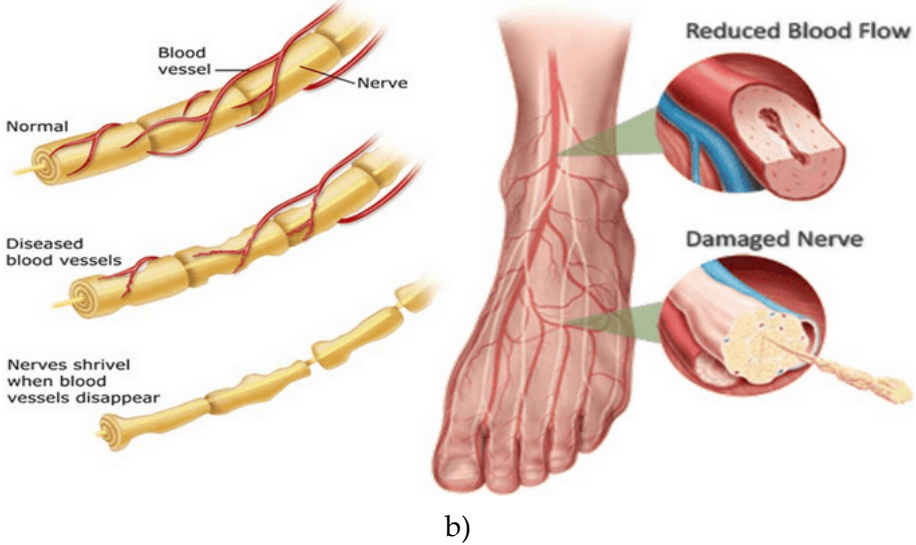 Blood
vessel
Nerve
Normal
Diseased
blood vessels
Nerves shrivel
when blood
vessels disappear
Reduced Blood Flow
Damaged Nerve
b)